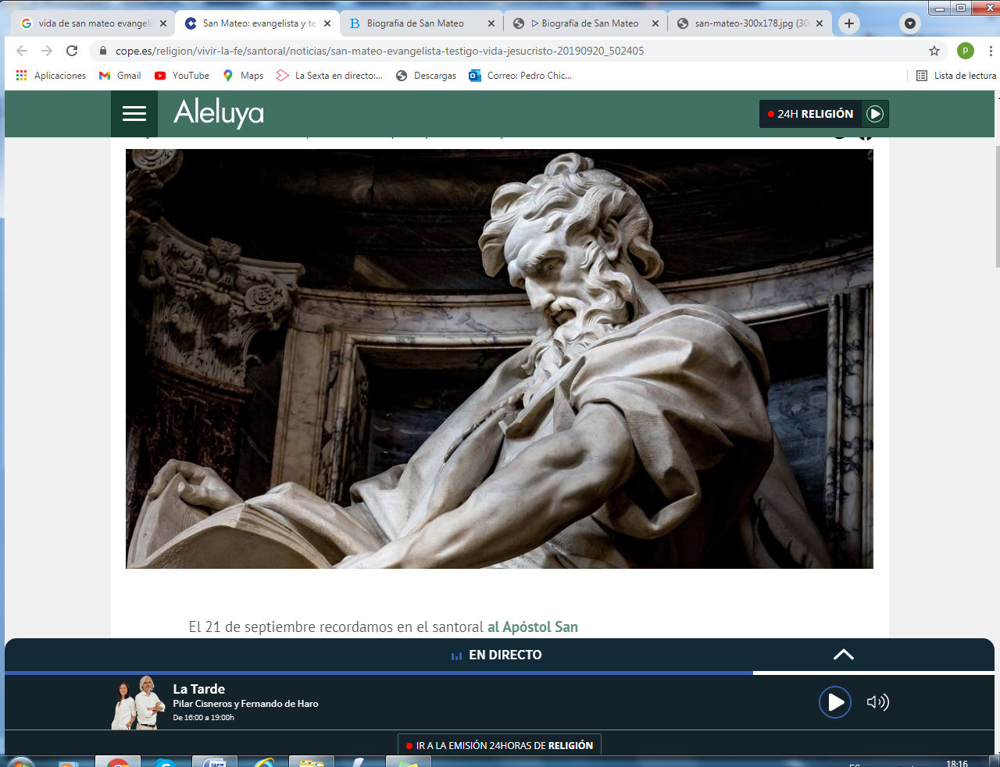 vida de san mateo evangeli
San Mateo: evangelista y te
Biografia de San Mateo
▷ Biografía de San Mateo
san-mateo-300x178.jpg (30
cope.es/religion/vivir-la-fe/santoral/noticias/san-mateo-evangelista-testigo-vida-jesucristo-20190920_502405
P
Aplicaciones
Gmail
YouTube
Maps
La Sexta en directo:...
Descargas
Correo: Pedro Chic...
Lista de lectura
Aleluya
24H RELIGIÓN
El 21 de septiembre recordamos en el santoral al Apóstol San
EN DIRECTO
La Tarde
Pilar Cisneros y Fernando de Haro
De 16:00 a 19:00h
IR A LA EMISIÓN 24HORAS DE RELIGIÓN
ES
18:16